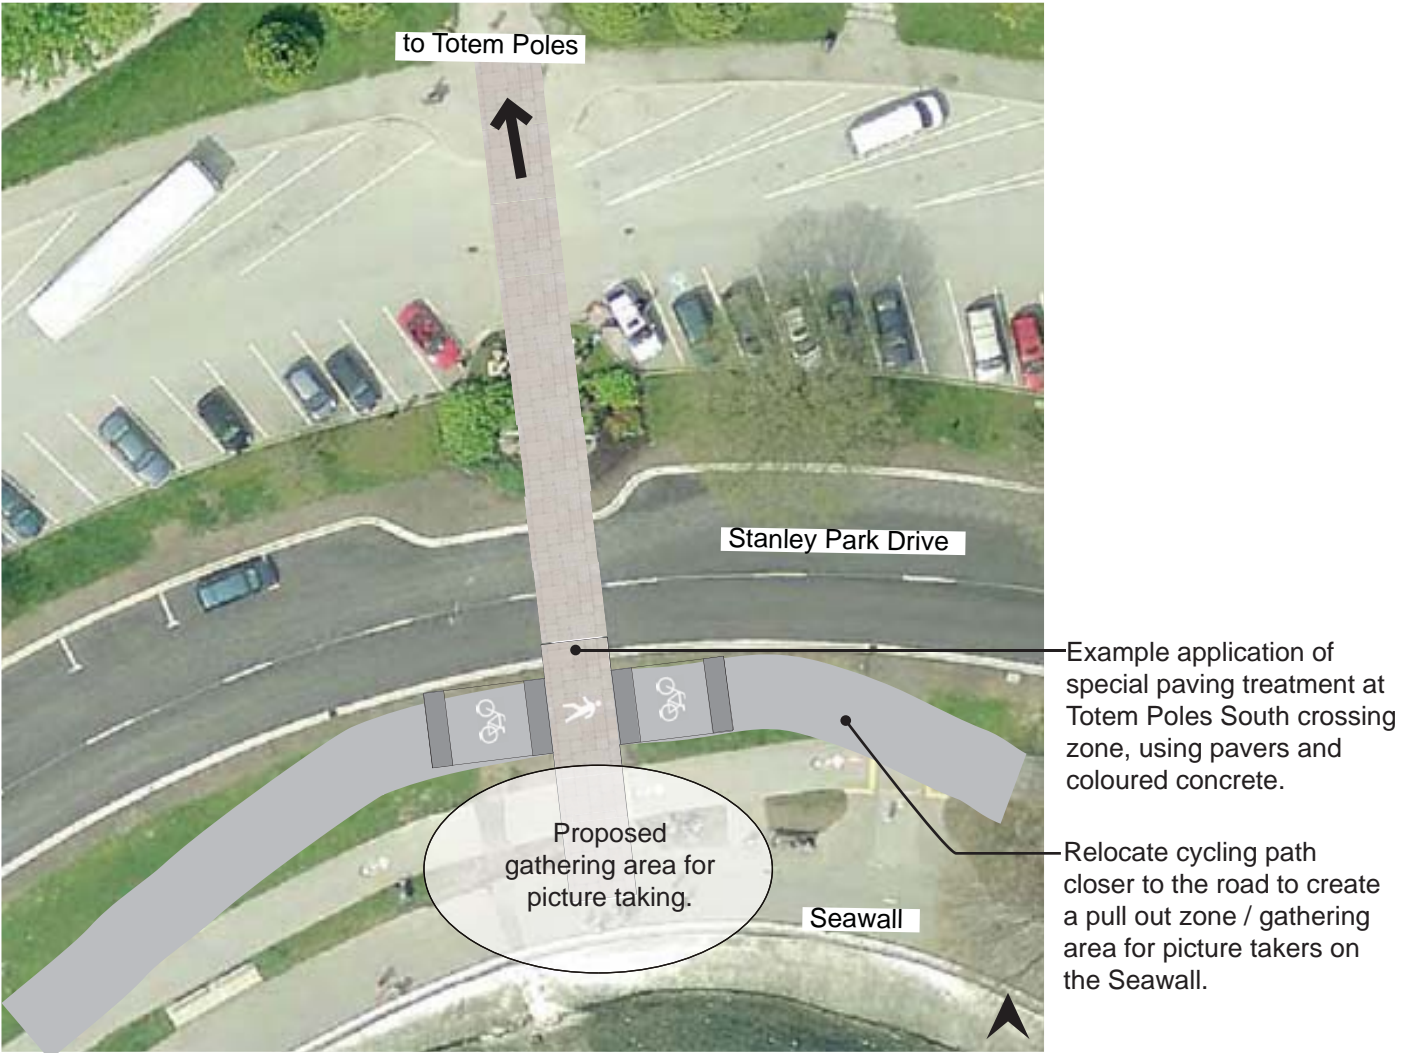 to Totem Poles
Stanley Park Drive
Example application of
special paving treatment at
Totem Poles South crossing
zone, using pavers and
coloured concrete.
Proposed
gathering area for
picture taking.
Relocate cycling path
closer to the road to create
a pull out zone / gathering
area for picture takers on
the Seawall.
Seawall